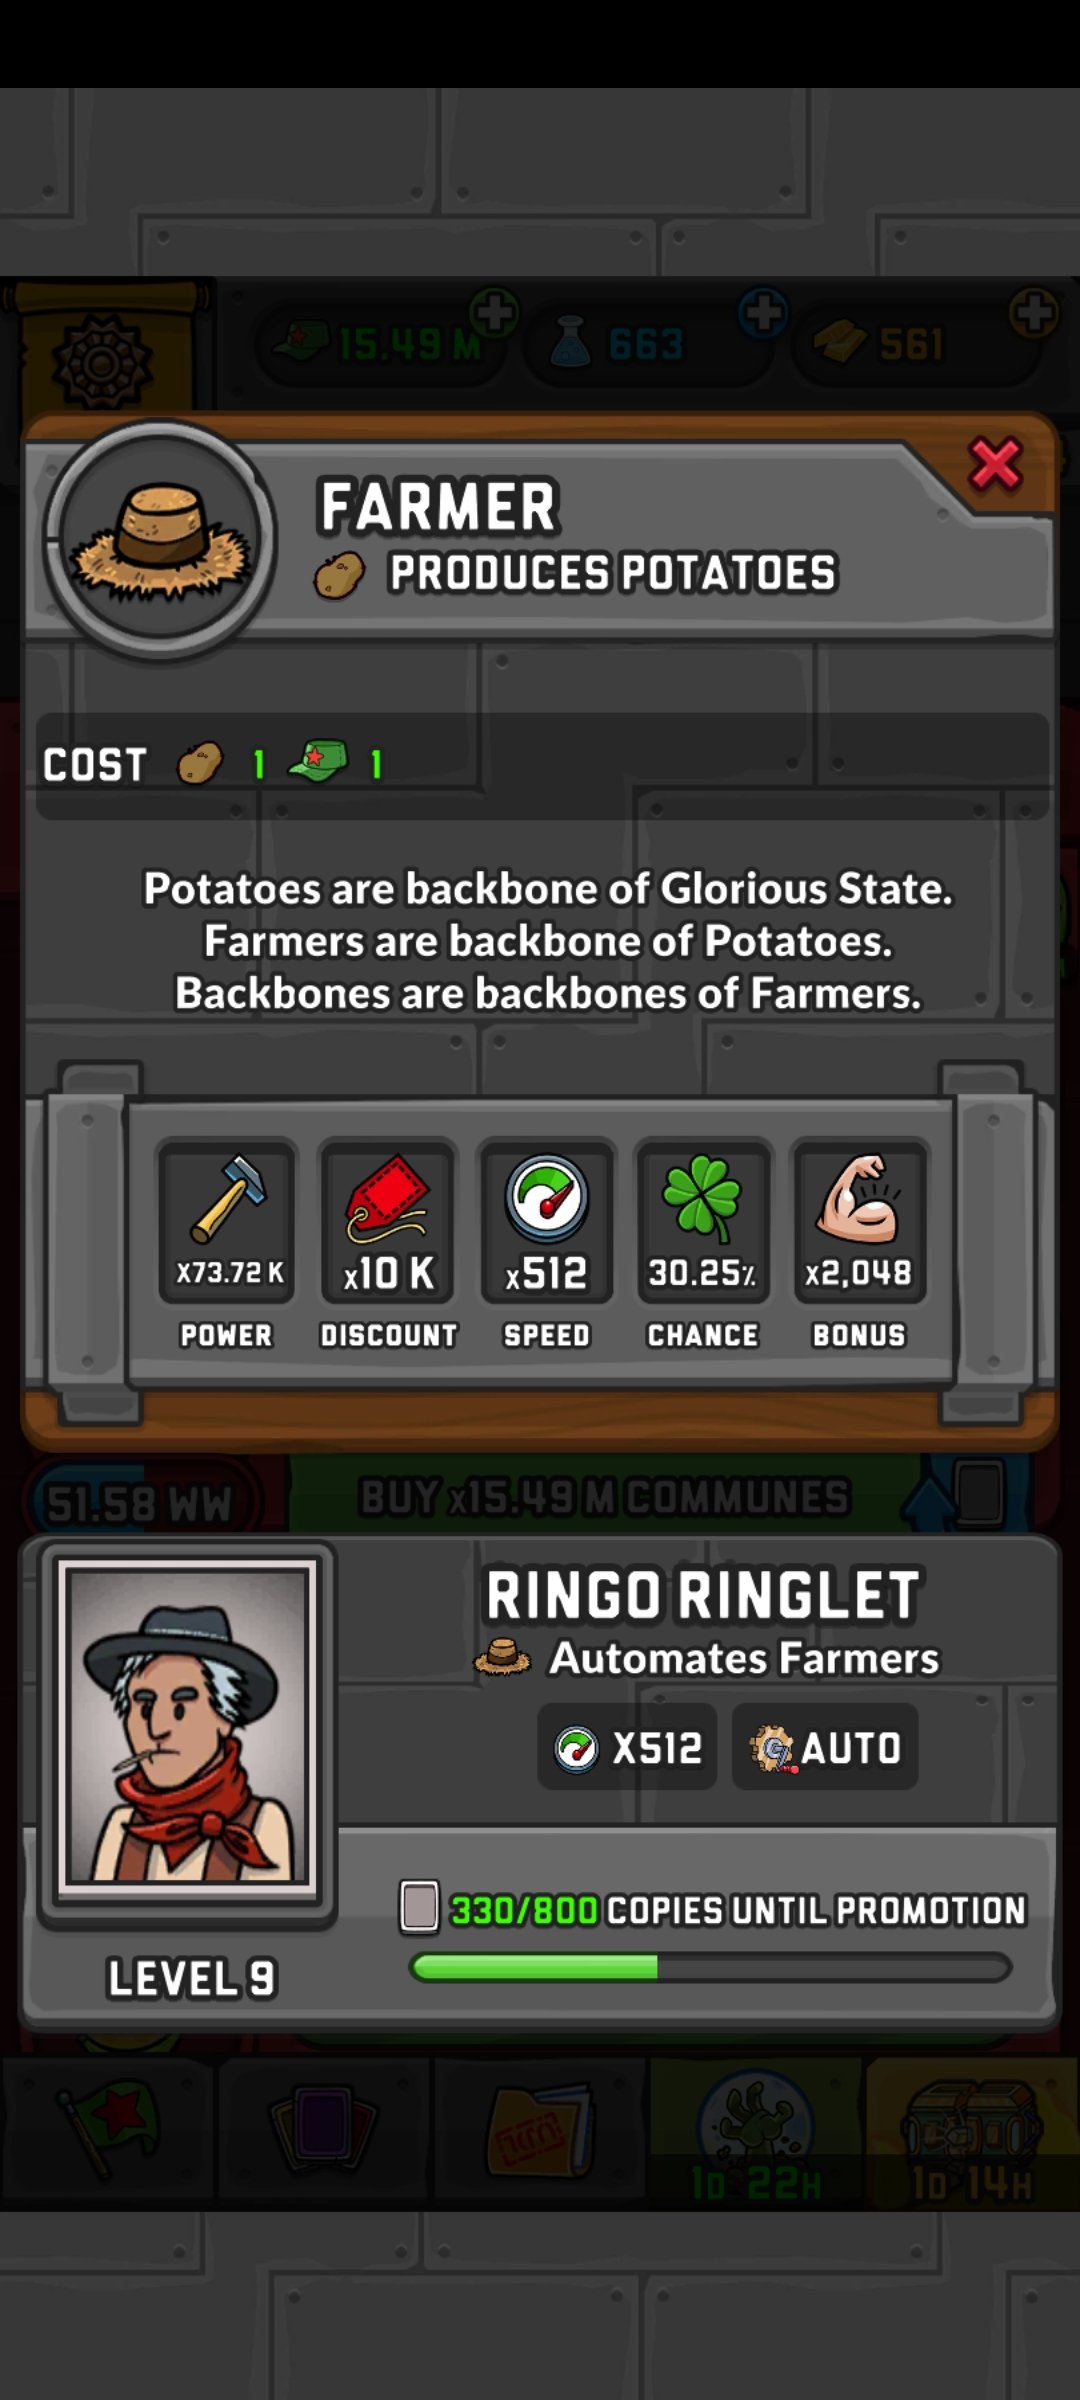 15.49 M 663 561
FARMER
PRODUCES POTATOES
COST 1 1
Potatoes are backbone of Glorious State.
Farmers are backbone of Potatoes.
Backbones are backbones of Farmers.
x73.72 K x10 K x512 30.25% x2,048
POWER DISCOUNT SPEED CHANCE BONUS
51.58 WW BUY x15.49 M COMMUNES
RINGO RINGLET
Automates Farmers
X512 AUTO
330/800 COPIES UNTIL PROMOTION
LEVEL 9
1D 22H 1D 14H